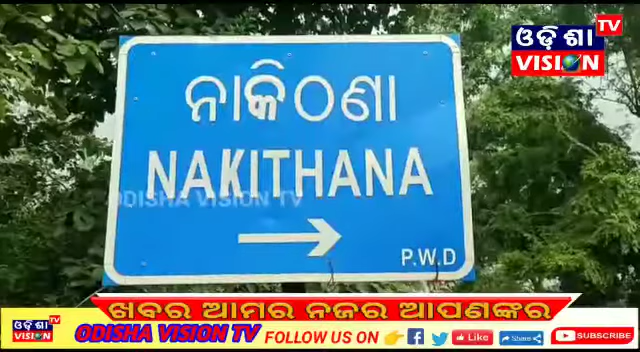 ଓଡ଼ିଶା TV
VISION
ନାକିଠଣା
NAKITHANA
ODISHA VISION TV
P.W.D
ଖବର ଆମର ନଜର ଆପଣଙ୍କର
ଓଡ଼ିଶା TV
VISION
ODISHA VISION TV FOLLOW US ON Like Share SUBSCRIBE